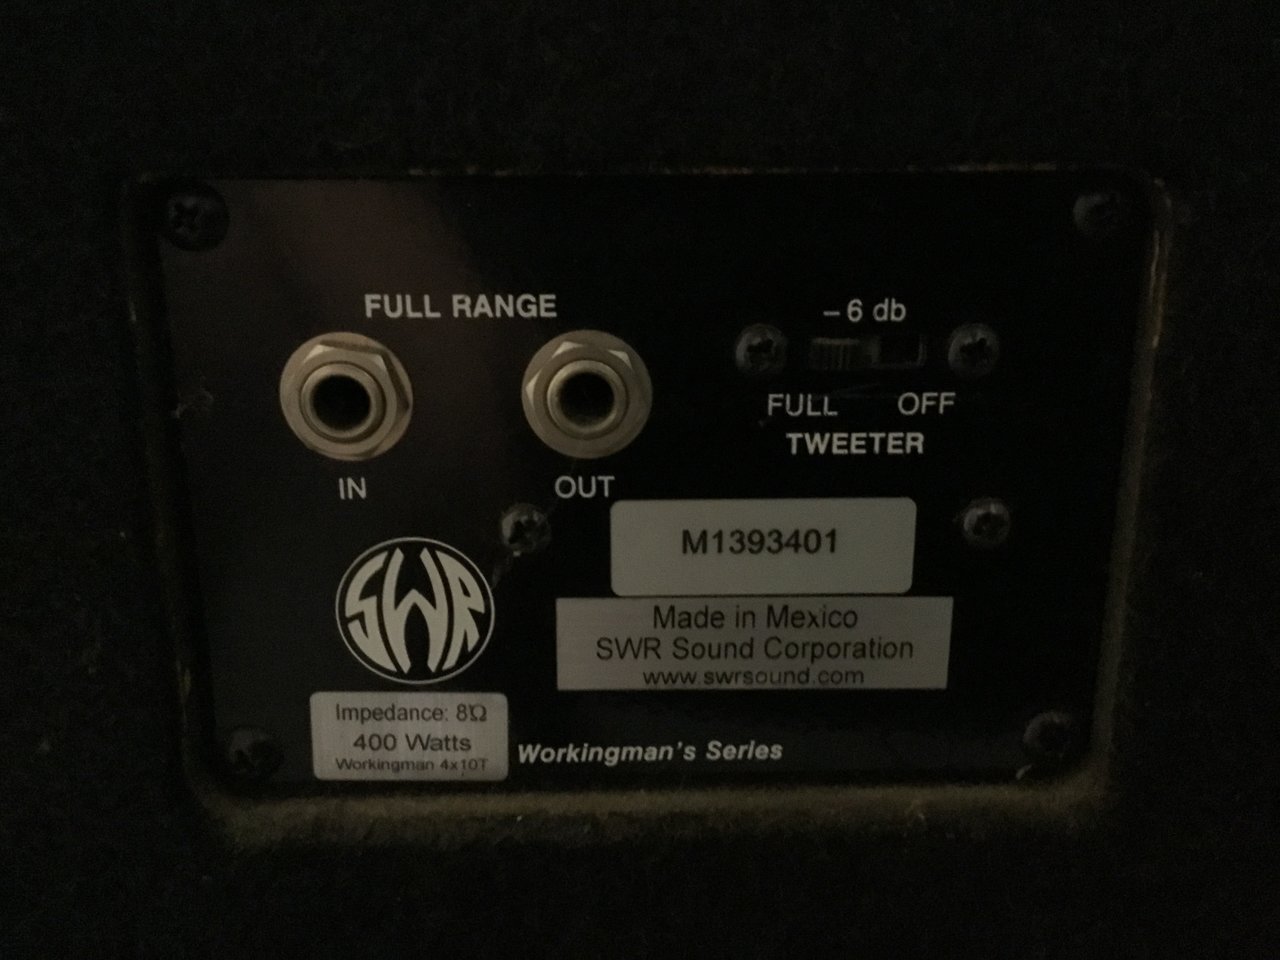 FULL RANGE
- 6 db
FULL OFF
TWEETER
IN OUT
M1393401
SWR
Made in Mexico
SWR Sound Corporation
www.swrsound.com
Impedance: 8Ω
400 Watts
Workingman 4x10T
Workingman's Series